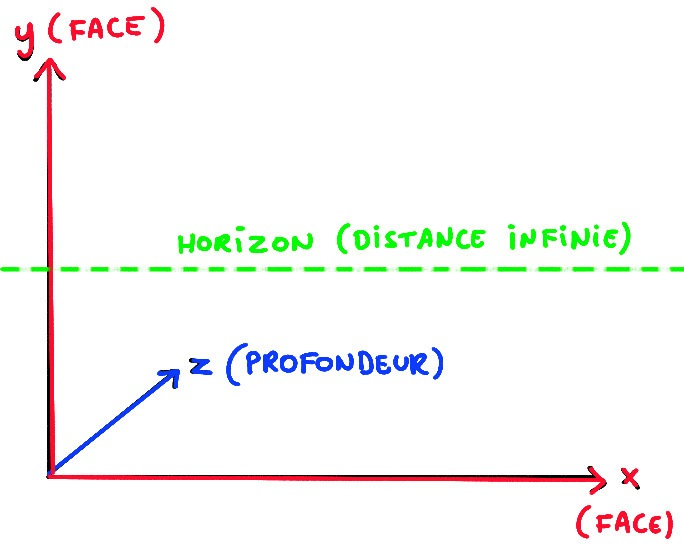 y (FACE)
HORiZON (DiSTANCE iNFiNiE)
Z (PROFONDEUR)
X
(FACE)